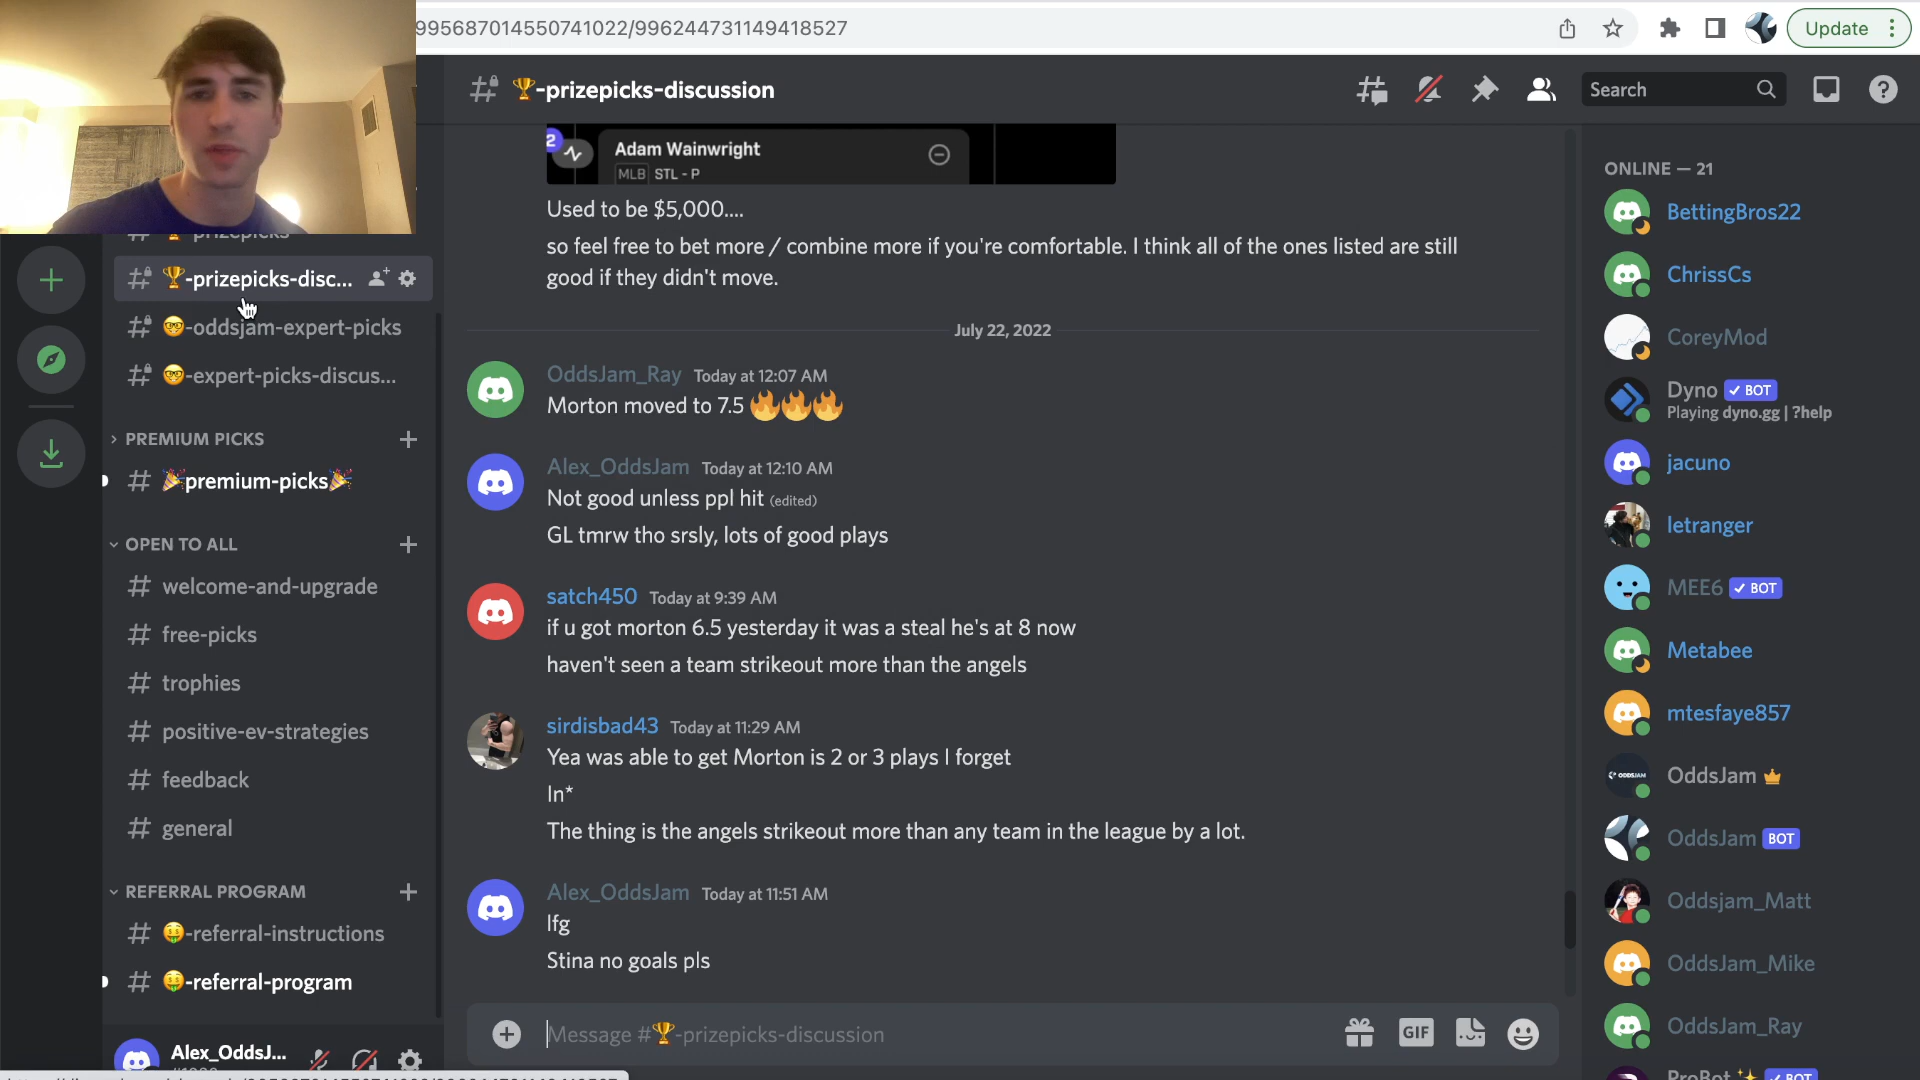 995687014550741022/996244731149418527
Update
🏆-prizepicks-discussion
Search
2
Adam Wainwright
MLB STL - P
Used to be $5,000....
so feel free to bet more / combine more if you're comfortable. I think all of the ones listed are still
good if they didn't move.
July 22, 2022
OddsJam_Ray Today at 12:07 AM
Morton moved to 7.5 🔥🔥🔥
Alex_OddsJam Today at 12:10 AM
Not good unless ppl hit (edited)
GL tmrw tho srsly, lots of good plays
satch450 Today at 9:39 AM
if u got morton 6.5 yesterday it was a steal he's at 8 now
haven't seen a team strikeout more than the angels
sirdisbad43 Today at 11:29 AM
Yea was able to get Morton is 2 or 3 plays I forget
In*
The thing is the angels strikeout more than any team in the league by a lot.
Alex_OddsJam Today at 11:51 AM
lfg
Stina no goals pls
Message #🏆-prizepicks-discussion
GIF
# 🏆-prizepicks
# 🏆-prizepicks-disc...
# 🤓-oddsjam-expert-picks
# 🤓-expert-picks-discus...
PREMIUM PICKS
# 🎉premium-picks🎉
OPEN TO ALL
# welcome-and-upgrade
# free-picks
# trophies
# positive-ev-strategies
# feedback
# general
REFERRAL PROGRAM
# 🤑-referral-instructions
# 🤑-referral-program
Alex_OddsJ...
ONLINE — 21
BettingBros22
ChrissCs
CoreyMod
Dyno ✓ BOT
Playing dyno.gg | ?help
jacuno
letranger
MEE6 ✓ BOT
Metabee
mtesfaye857
ODDSJAM
OddsJam
OddsJam BOT
Oddsjam_Matt
OddsJam_Mike
OddsJam_Ray
ProBot ✨ ✓ BOT